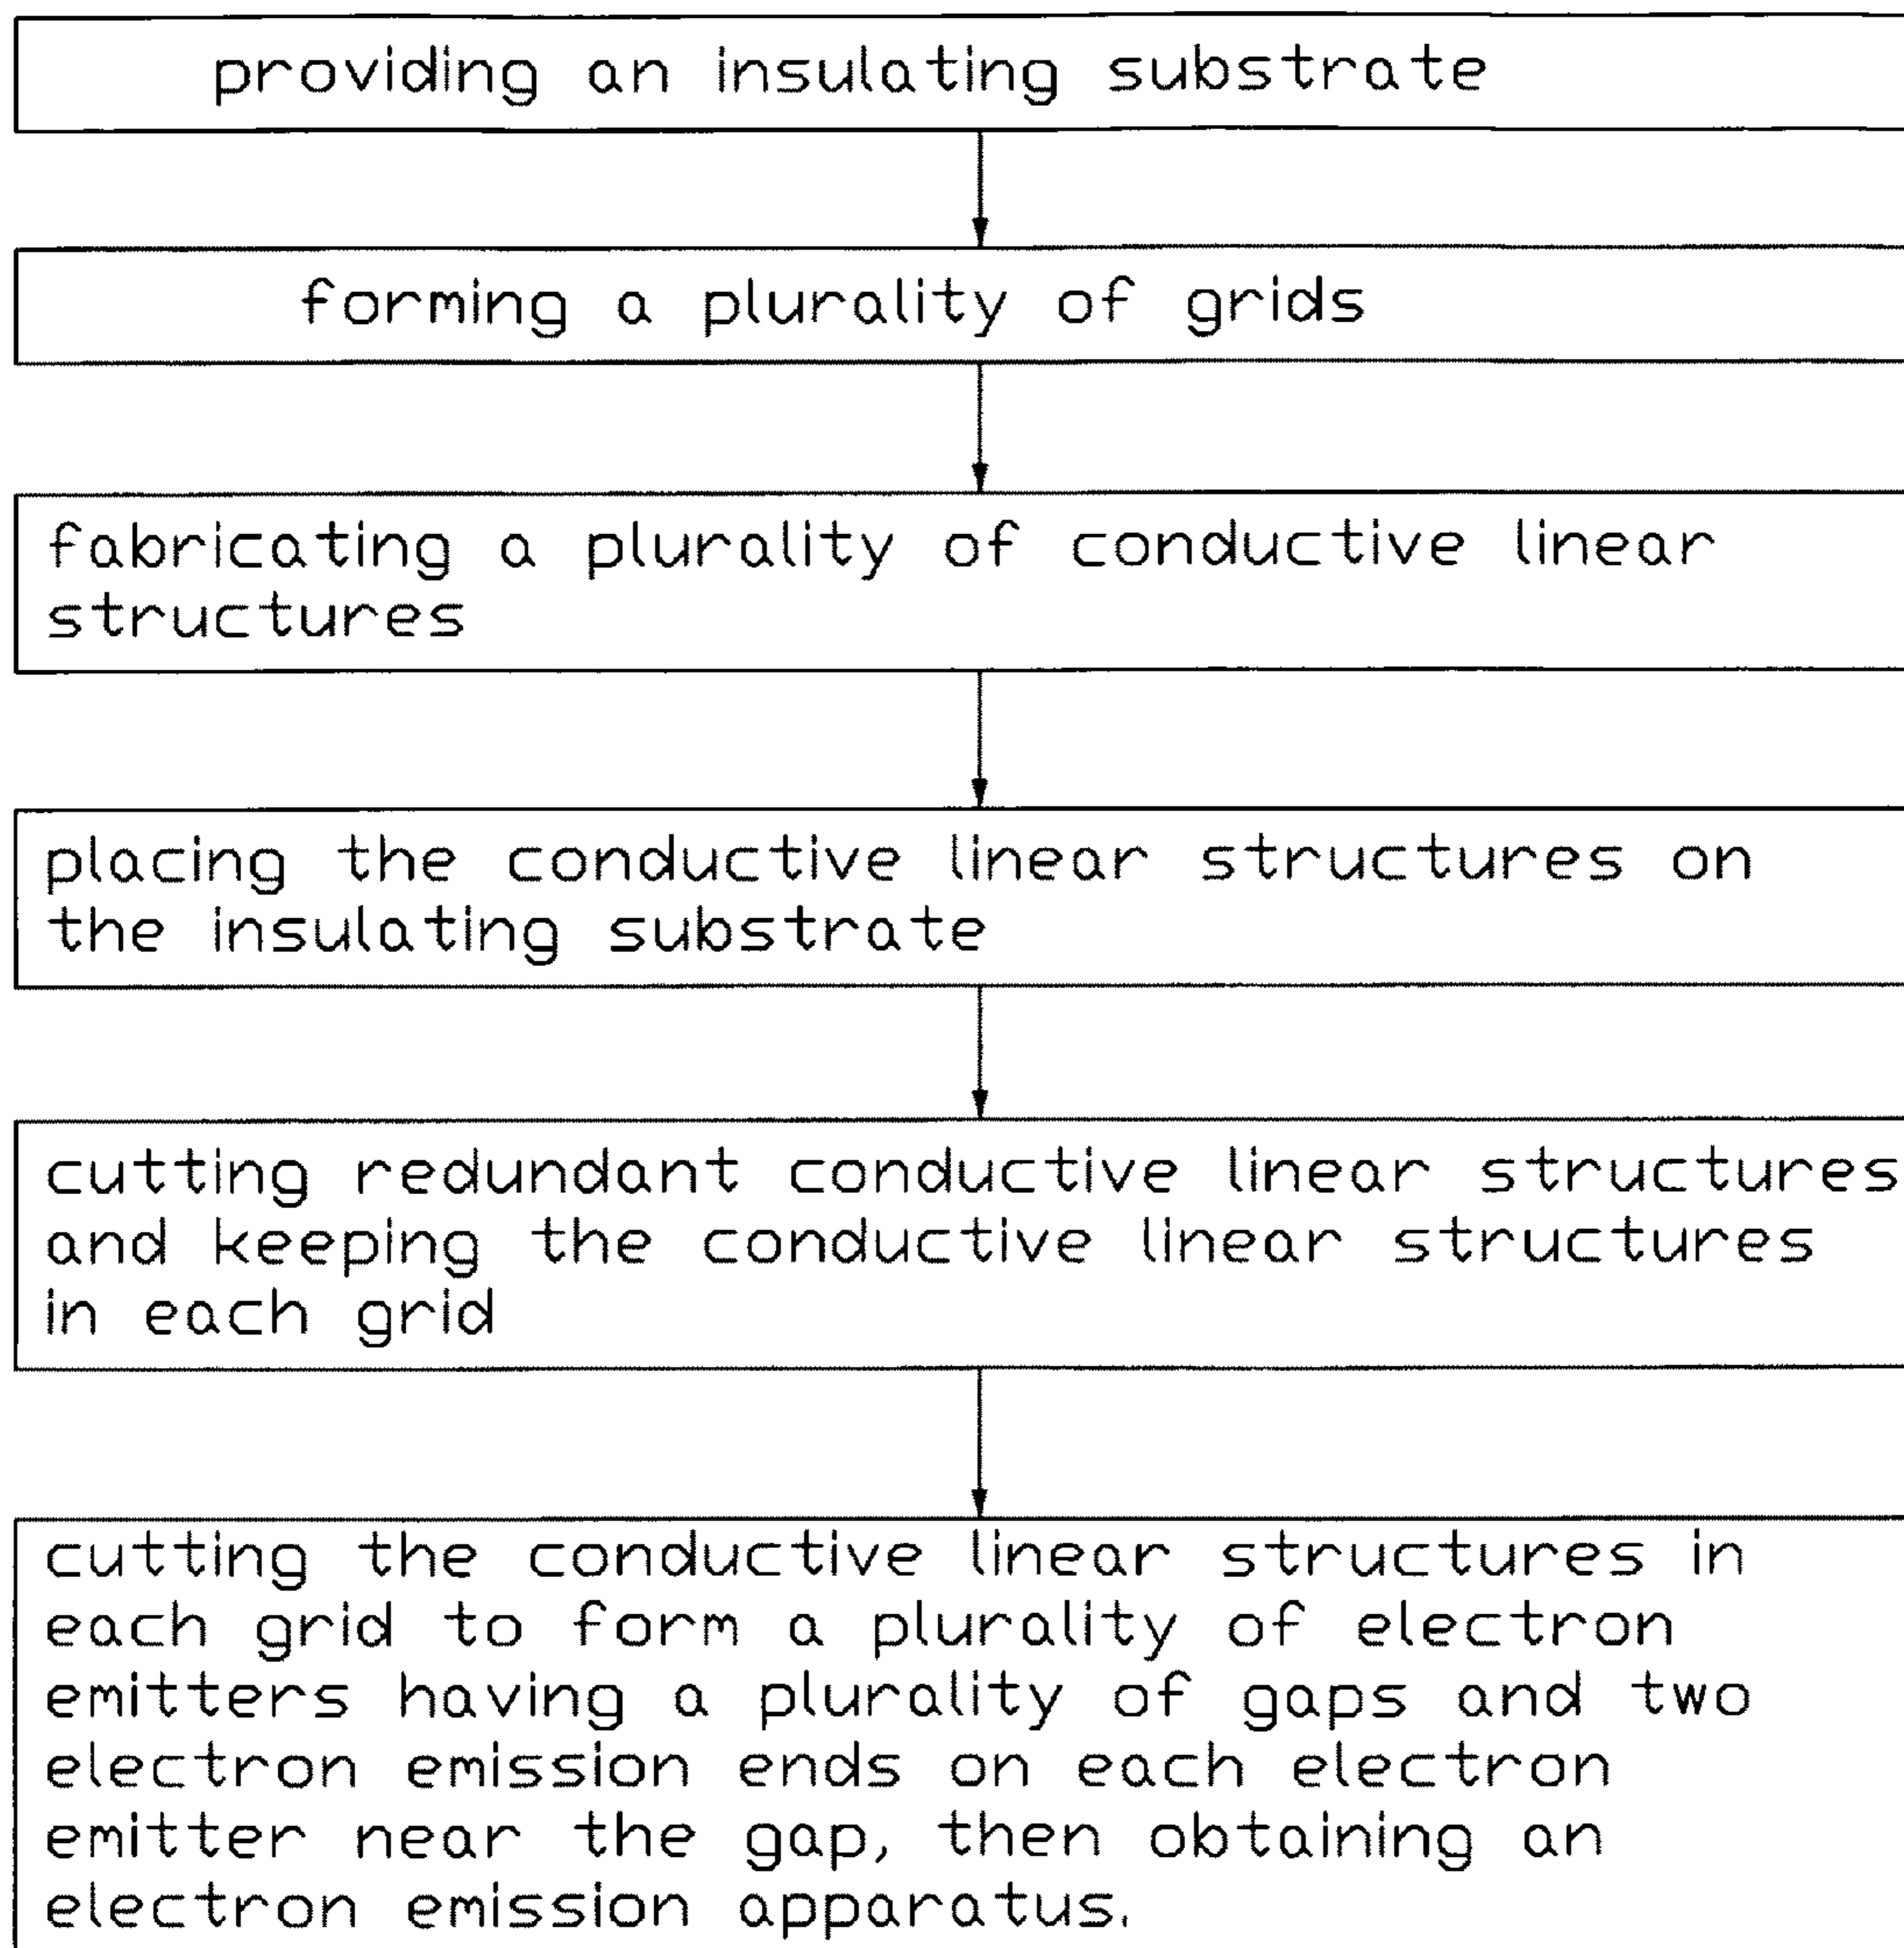 providing an insulating substrate
forming a plurality of grids
fabricating a plurality of conductive linear
structures
placing the conductive linear structures on
the insulating substrate
cutting redundant conductive linear structures
and keeping the conductive linear structures
in each grid
cutting the conductive linear structures in
each grid to form a plurality of electron
emitters having a plurality of gaps and two
electron emission ends on each electron
emitter near the gap, then obtaining an
electron emission apparatus.